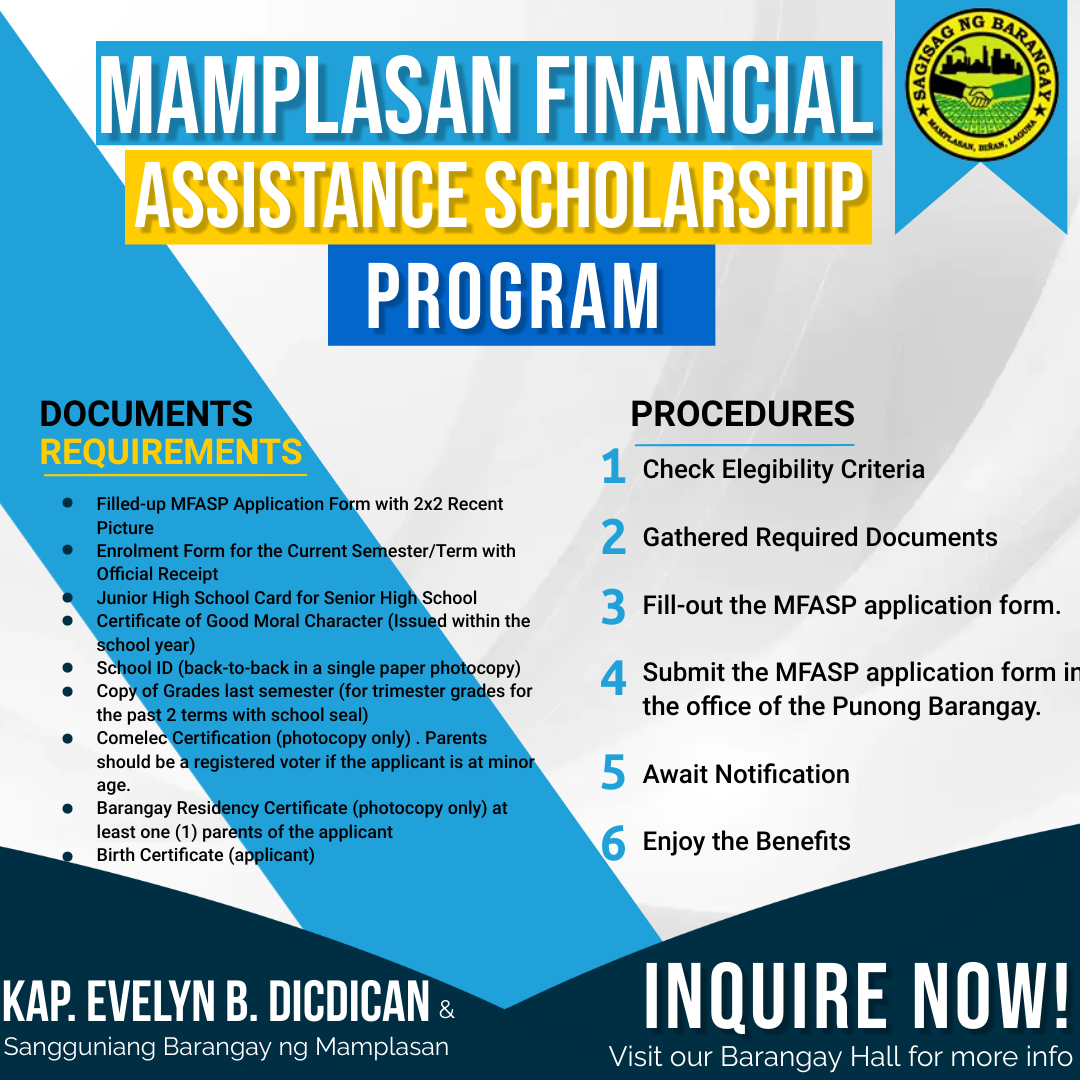 MAMPLASAN FINANCIAL
ASSISTANCE SCHOLARSHIP
PROGRAM
SAGISAG NG BARANGAY
MAMPLASAN, BIÑAN, LAGUNA
DOCUMENTS
REQUIREMENTS
Filled-up MFASP Application Form with 2x2 Recent
Picture
Enrolment Form for the Current Semester/Term with
Official Receipt
Junior High School Card for Senior High School
Certificate of Good Moral Character (Issued within the
school year)
School ID (back-to-back in a single paper photocopy)
Copy of Grades last semester (for trimester grades for
the past 2 terms with school seal)
Comelec Certification (photocopy only) . Parents
should be a registered voter if the applicant is at minor
age.
Barangay Residency Certificate (photocopy only) at
least one (1) parents of the applicant
Birth Certificate (applicant)
PROCEDURES
1 Check Elegibility Criteria
2 Gathered Required Documents
3 Fill-out the MFASP application form.
4 Submit the MFASP application form in
the office of the Punong Barangay.
5 Await Notification
6 Enjoy the Benefits
KAP. EVELYN B. DICDICAN &
Sangguniang Barangay ng Mamplasan
INQUIRE NOW!
Visit our Barangay Hall for more info